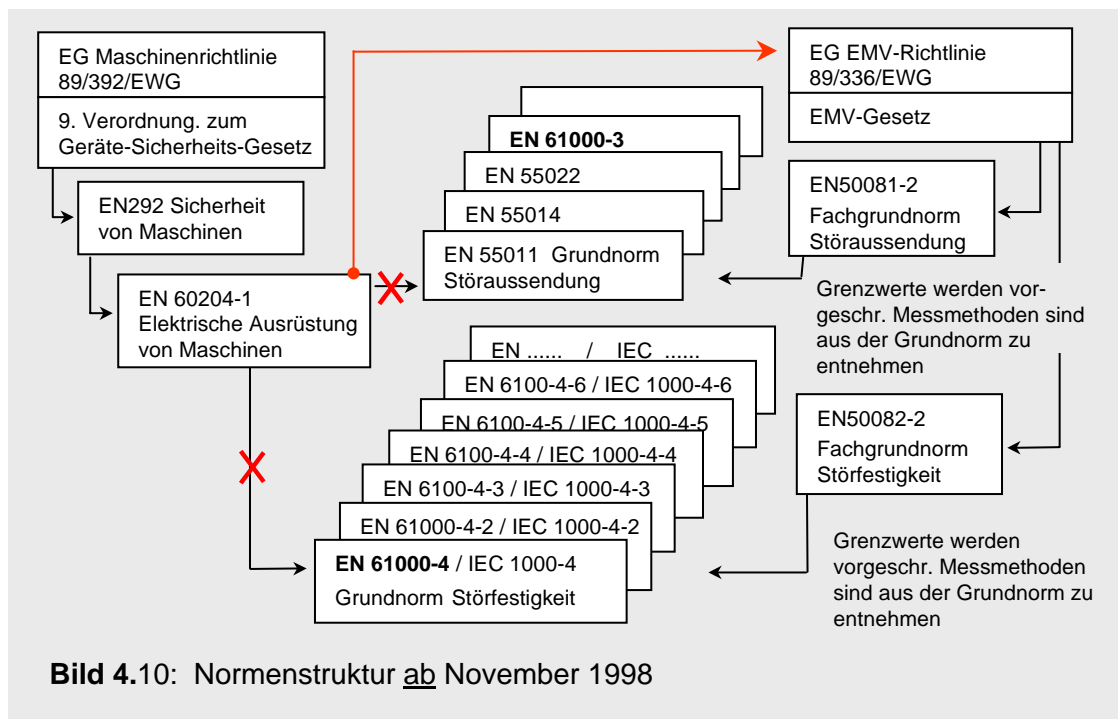 EG Maschinenrichtlinie
89/392/EWG
9. Verordnung. zum
Geräte-Sicherheits-Gesetz
EN292 Sicherheit
von Maschinen
EN 60204-1
Elektrische Ausrüstung
von Maschinen
EN 61000-3
EN 55022
EN 55014
EN 55011 Grundnorm
Störaussendung
EG EMV-Richtlinie
89/336/EWG
EMV-Gesetz
EN50081-2
Fachgrundnorm
Störaussendung
Grenzwerte werden vor-
geschr. Messmethoden sind
aus der Grundnorm zu
entnehmen
EN ...... / IEC ......
EN 6100-4-6 / IEC 1000-4-6
EN 6100-4-5 / IEC 1000-4-5
EN 6100-4-4 / IEC 1000-4-4
EN 6100-4-3 / IEC 1000-4-3
EN 61000-4-2 / IEC 1000-4-2
EN 61000-4 / IEC 1000-4
Grundnorm Störfestigkeit
EN50082-2
Fachgrundnorm
Störfestigkeit
Grenzwerte werden
vorgeschr. Messmethoden
sind aus der Grundnorm zu
entnehmen
Bild 4.10: Normenstruktur ab November 1998